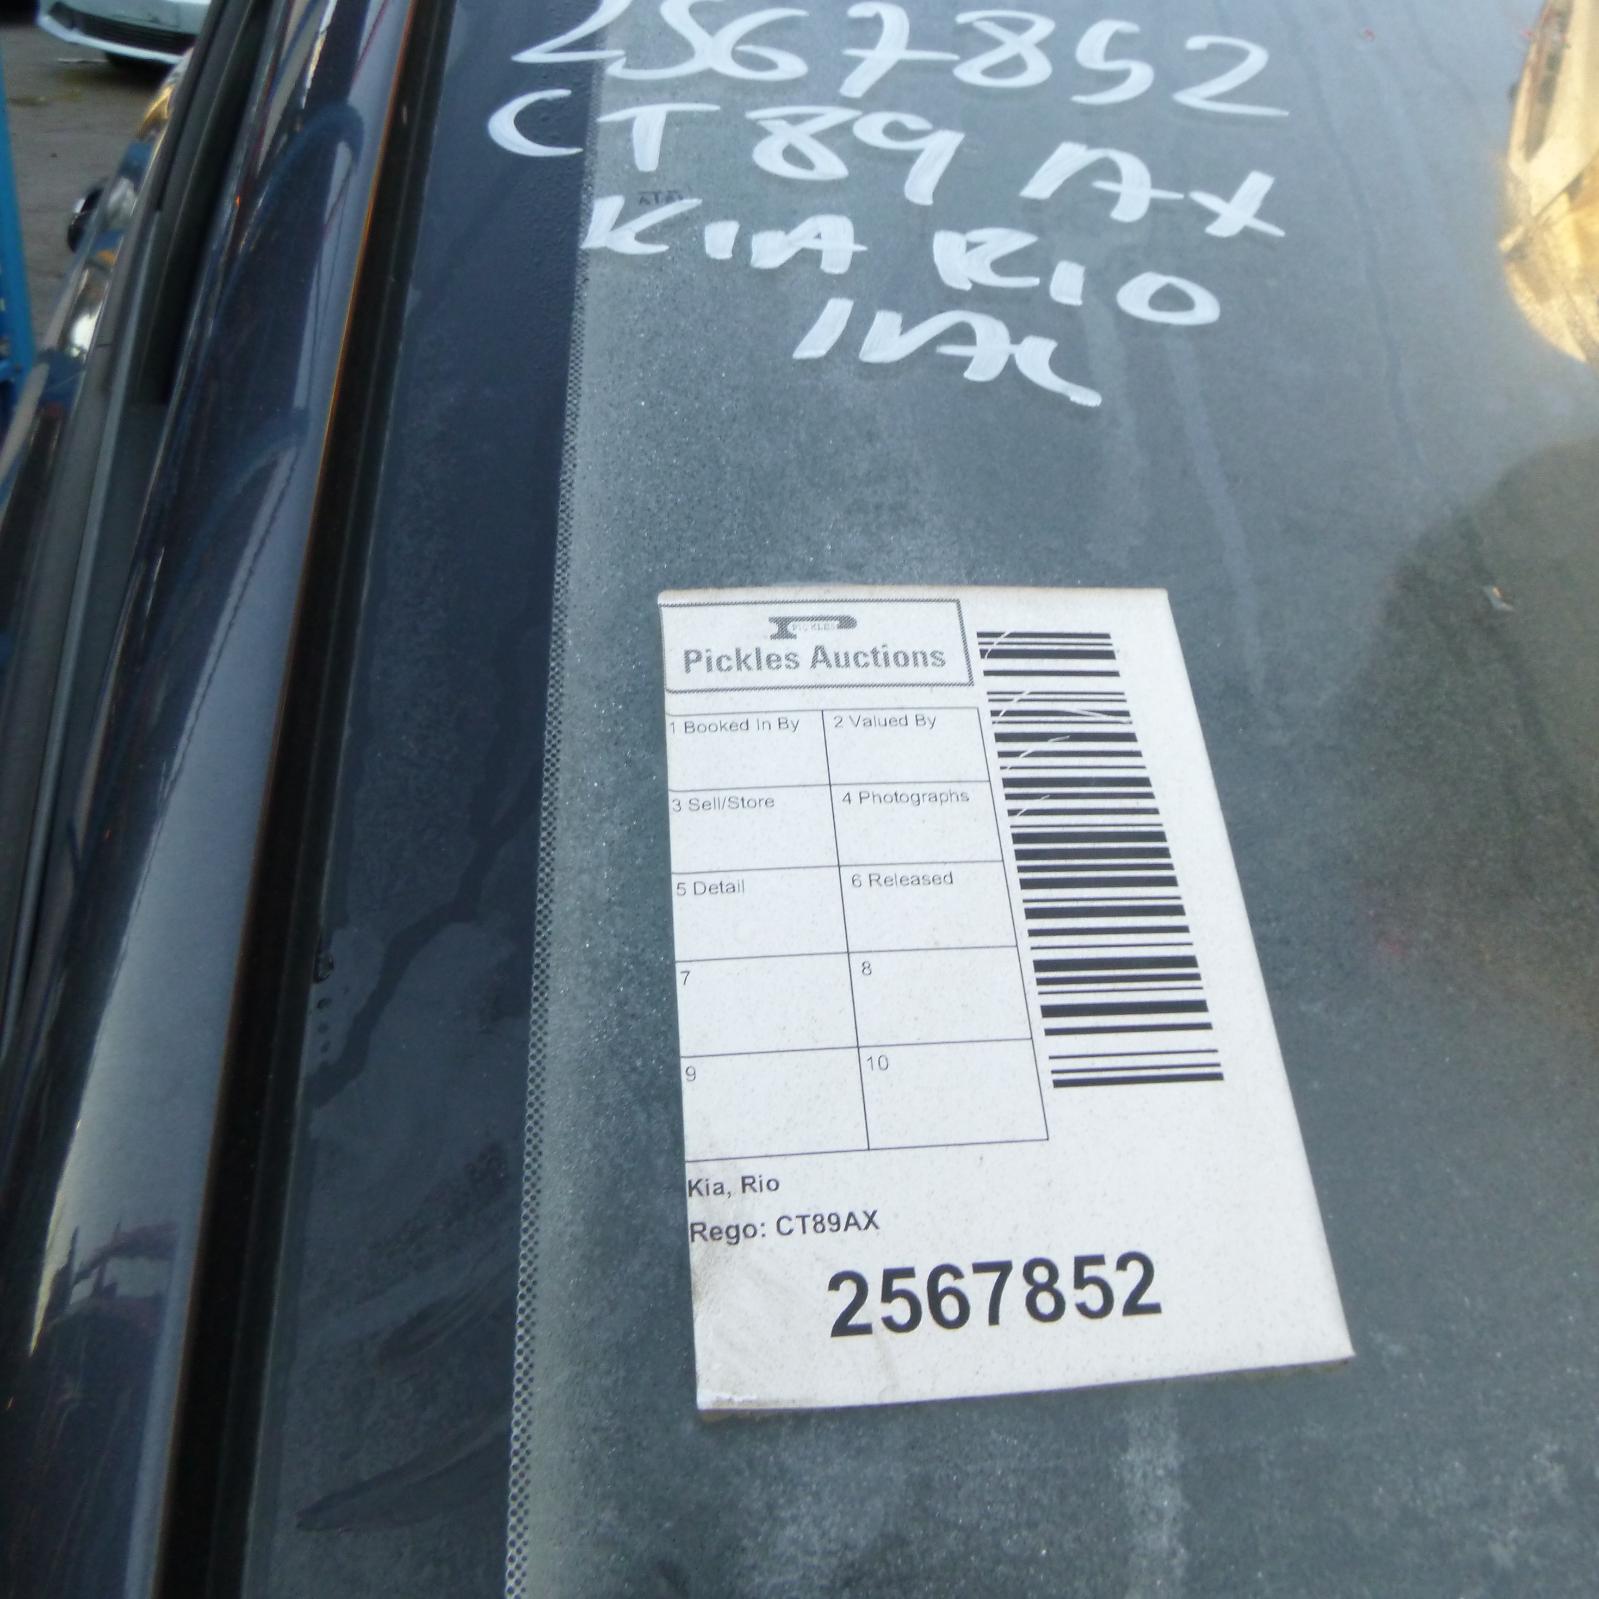 2567852
CT89AX
KIA RIO
PICKLES
Pickles Auctions
1 Booked In By
2 Valued By
3 Sell/Store
4 Photographs
5 Detail
6 Released
7
8
9
10
Kia, Rio
Rego: CT89AX
2567852